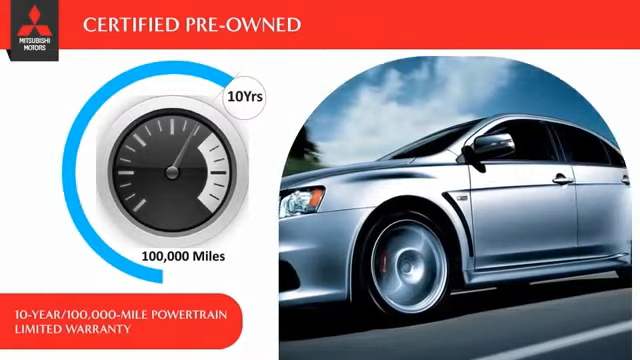 MITSUBISHI
MOTORS
CERTIFIED PRE-OWNED
10Yrs
100,000 Miles
10-YEAR/100,000-MILE POWERTRAIN
LIMITED WARRANTY